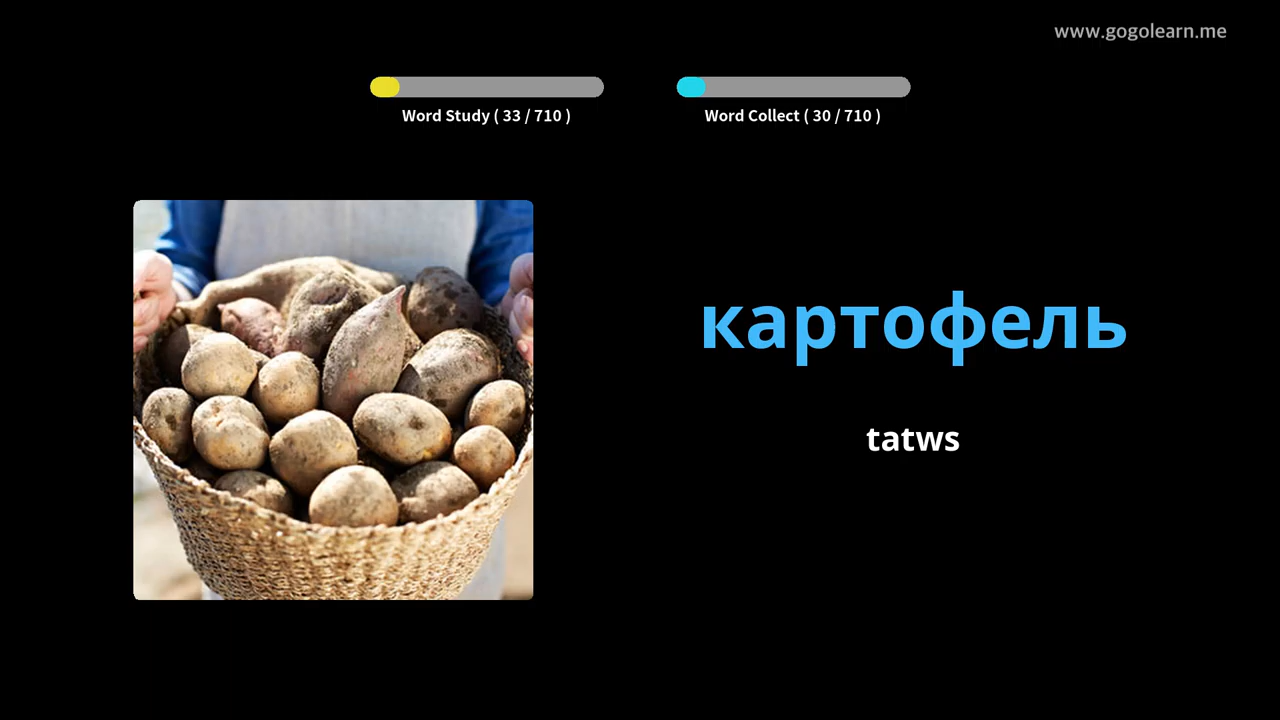 www.gogolearn.me
Word Study ( 33 / 710 )
Word Collect ( 30 / 710 )
картофель
tatws